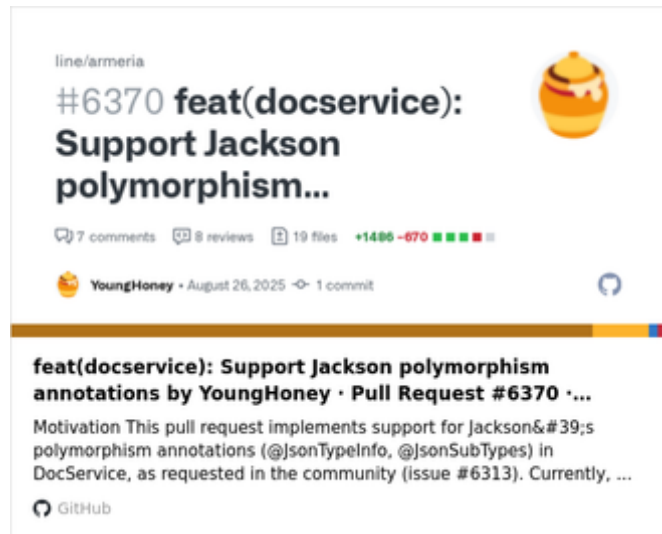 line/armeria
#6370 feat(docservice):
Support Jackson
polymorphism...
7 comments 8 reviews 19 files +1486 −670
YoungHoney • August 26, 2025 1 commit
feat(docservice): Support Jackson polymorphism
annotations by YoungHoney · Pull Request #6370 ·...
Motivation This pull request implements support for Jackson&#39;s
polymorphism annotations (@JsonTypeInfo, @JsonSubTypes) in
DocService, as requested in the community (issue #6313). Currently, ...
GitHub